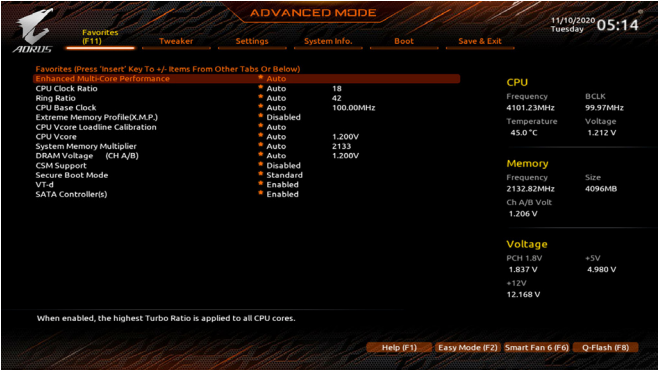 ADVANCED MODE
11/10/2020 Tuesday 05:14
AORUS
Favorites (F11) Tweaker Settings System Info. Boot Save & Exit
Favorites (Press 'Insert' Key To +/- Items From Other Tabs Or Below)
Enhanced Multi-Core Performance * Auto
CPU Clock Ratio * Auto 18
Ring Ratio * Auto 42
CPU Base Clock * Auto 100.00MHz
Extreme Memory Profile(X.M.P.) * Disabled
CPU Vcore Loadline Calibration * Auto
CPU Vcore * Auto 1.200V
System Memory Multiplier * Auto 2133
DRAM Voltage (CH A/B) * Auto 1.200V
CSM Support * Disabled
Secure Boot Mode * Standard
VT-d * Enabled
SATA Controller(s) * Enabled
CPU
Frequency BCLK
4101.23MHz 99.97MHz
Temperature Voltage
45.0 °C 1.212 V
Memory
Frequency Size
2132.82MHz 4096MB
Ch A/B Volt
1.206 V
Voltage
PCH 1.8V +5V
1.837 V 4.980 V
+12V
12.168 V
When enabled, the highest Turbo Ratio is applied to all CPU cores.
Help (F1) Easy Mode (F2) Smart Fan 6 (F6) Q-Flash (F8)